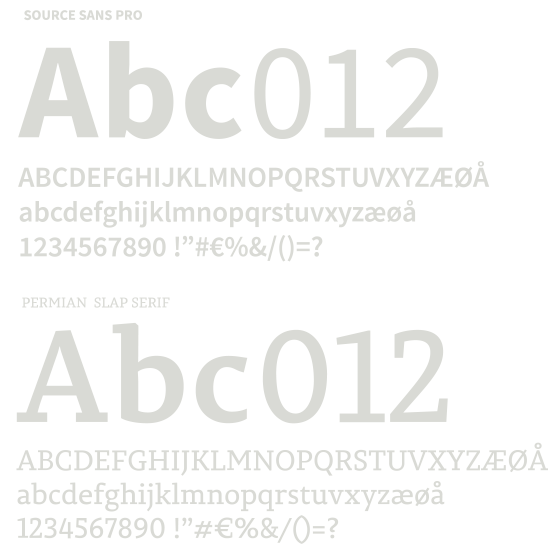 SOURCE SANS PRO
Abc012
ABCDEFGHIJKLMNOPQRSTUVXYZÆØÅ
abcdefghijklmnopqrstuvxyzæøå
1234567890 !”#€%&/()=?
PERMIAN SLAP SERIF
Abc012
ABCDEFGHIJKLMNOPQRSTUVXYZÆØÅ
abcdefghijklmnopqrstuvxyzæøå
1234567890 !”#€%&/()=?